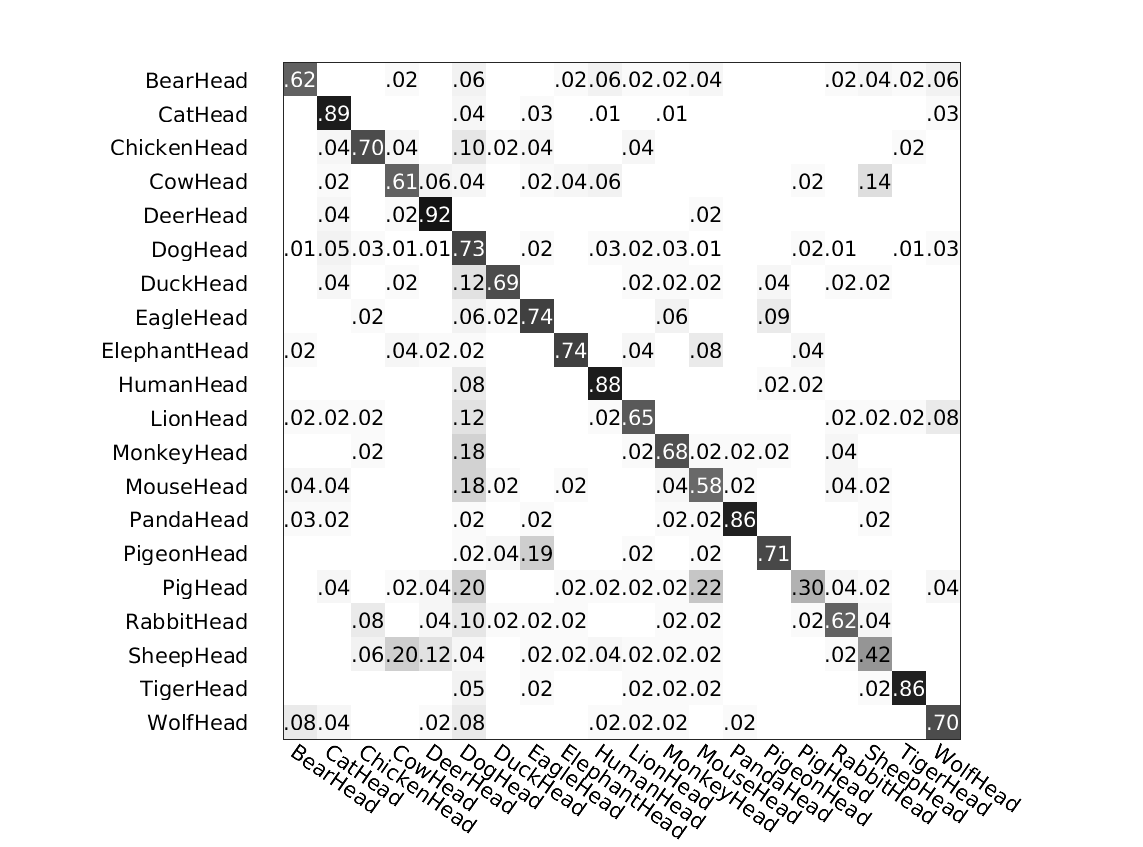 BearHead .62 .02 .06 .02 .06 .02 .02 .04 .02 .04 .02 .06
CatHead .89 .04 .03 .01 .01 .03
ChickenHead .04 .70 .04 .10 .02 .04 .04 .02
CowHead .02 .61 .06 .04 .02 .04 .06 .02 .14
DeerHead .04 .02 .92 .02
DogHead .01 .05 .03 .01 .01 .73 .02 .03 .02 .03 .01 .02 .01 .01 .03
DuckHead .04 .02 .12 .69 .02 .02 .02 .04 .02 .02
EagleHead .02 .06 .02 .74 .06 .09
ElephantHead .02 .04 .02 .02 .74 .04 .08 .04
HumanHead .08 .88 .02 .02
LionHead .02 .02 .02 .12 .02 .65 .02 .02 .02 .08
MonkeyHead .02 .18 .02 .68 .02 .02 .02 .04
MouseHead .04 .04 .18 .02 .02 .04 .58 .02 .04 .02
PandaHead .03 .02 .02 .02 .02 .02 .86 .02
PigeonHead .02 .04 .19 .02 .02 .71
PigHead .04 .02 .04 .20 .02 .02 .02 .02 .22 .30 .04 .02 .04
RabbitHead .08 .04 .10 .02 .02 .02 .02 .02 .02 .62 .04
SheepHead .06 .20 .12 .04 .02 .02 .04 .02 .02 .02 .02 .42
TigerHead .05 .02 .02 .02 .02 .02 .86
WolfHead .08 .04 .02 .08 .02 .02 .02 .02 .70
BearHead
CatHead
ChickenHead
CowHead
DeerHead
DogHead
DuckHead
EagleHead
ElephantHead
HumanHead
LionHead
MonkeyHead
MouseHead
PandaHead
PigeonHead
PigHead
RabbitHead
SheepHead
TigerHead
WolfHead